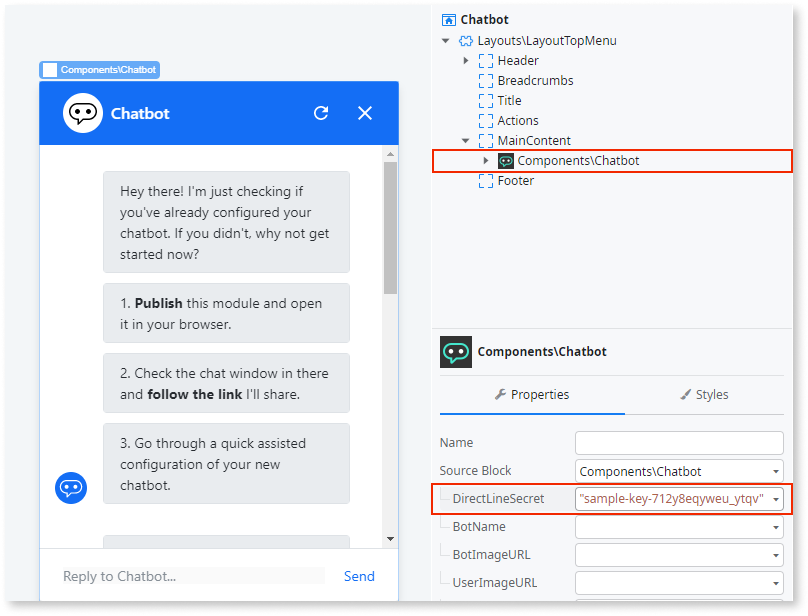 Components\Chatbot
Chatbot
Hey there! I'm just checking if
you've already configured your
chatbot. If you didn't, why not get
started now?
1. Publish this module and open
it in your browser.
2. Check the chat window in there
and follow the link I'll share.
3. Go through a quick assisted
configuration of your new
chatbot.
Reply to Chatbot...
Send
Chatbot
Layouts\LayoutTopMenu
Header
Breadcrumbs
Title
Actions
MainContent
Components\Chatbot
Footer
Components\Chatbot
Properties
Styles
Name
Source Block
Components\Chatbot
DirectLineSecret
"sample-key-712y8eqyweu_ytqv"
BotName
BotImageURL
UserImageURL